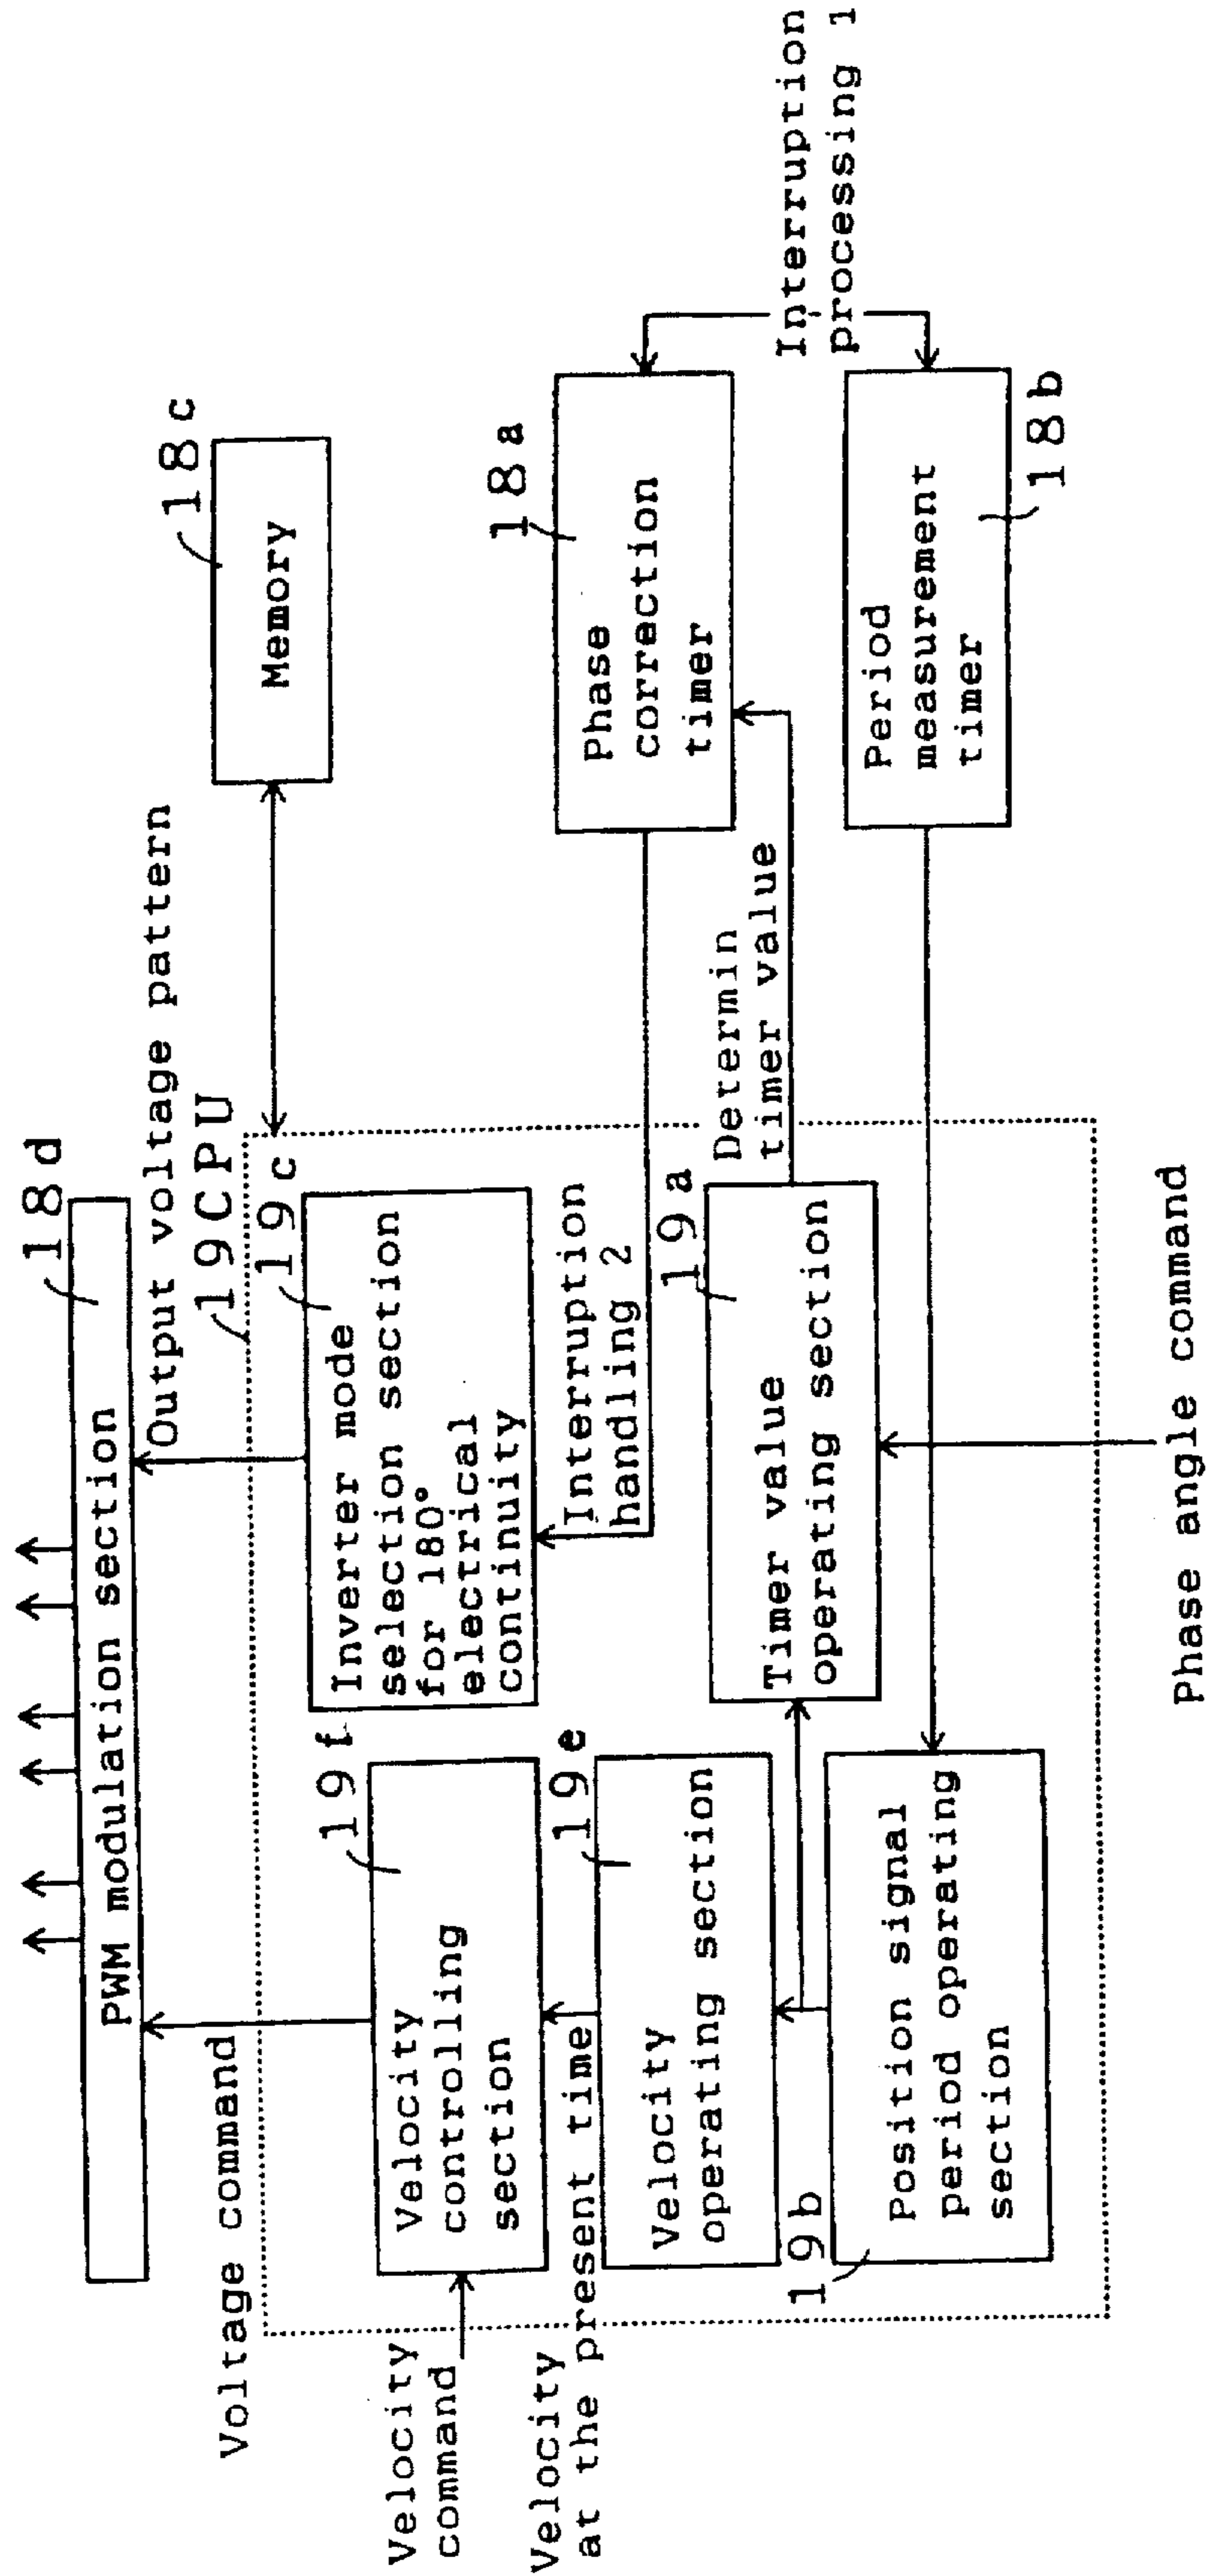 18d
PWM modulation section
Voltage command
Output voltage pattern
19CPU
18c
Memory
Velocity
command
19f
Velocity
controlling
section
19c
Inverter mode
selection section
for 180°
electrical
continuity
Velocity
at the present time
19e
Velocity
operating section
Interruption
handling 2
18a
Phase
correction
timer
19a
Timer value
operating section
Determin
timer value
Interruption
processing 1
19b
Position signal
period operating
section
Period
measurement
timer
18b
Phase angle command